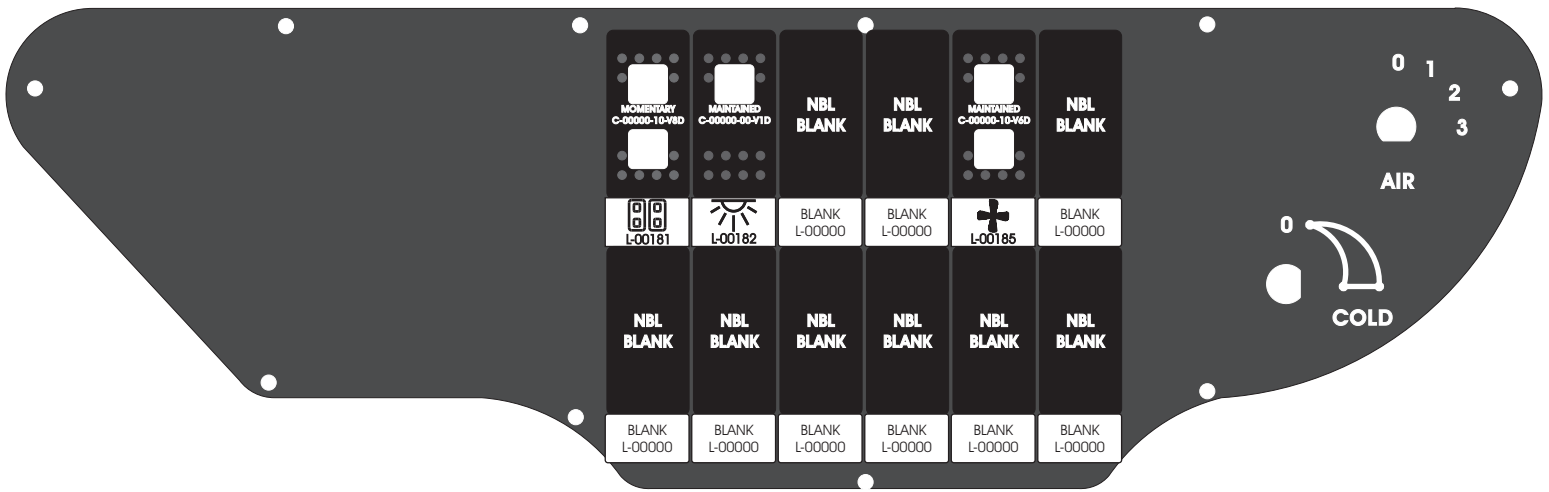 MOMENTARY
C-00000-10-V8D
MAINTAINED
C-00000-00-V1D
NBL
BLANK
NBL
BLANK
MAINTAINED
C-00000-10-V6D
NBL
BLANK
L-00181
L-00182
BLANK
L-00000
BLANK
L-00000
L-00185
BLANK
L-00000
NBL
BLANK
NBL
BLANK
NBL
BLANK
NBL
BLANK
NBL
BLANK
NBL
BLANK
BLANK
L-00000
BLANK
L-00000
BLANK
L-00000
BLANK
L-00000
BLANK
L-00000
BLANK
L-00000
0
1
2
3
AIR
0
COLD